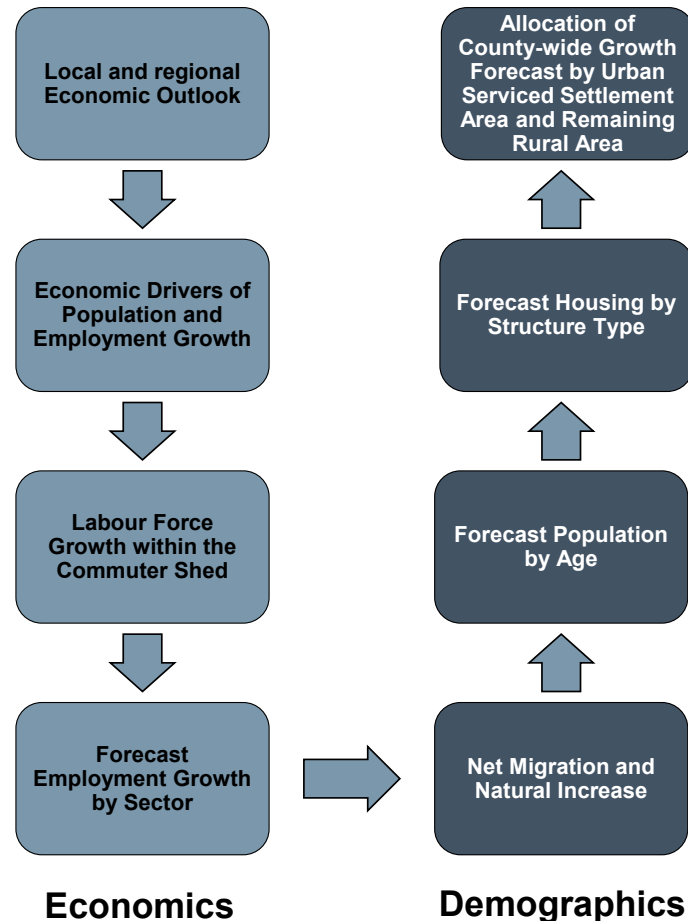 Local and regional
Economic Outlook
Economic Drivers of
Population and
Employment Growth
Labour Force
Growth within the
Commuter Shed
Forecast
Employment Growth
by Sector
Economics
Allocation of
County-wide Growth
Forecast by Urban
Serviced Settlement
Area and Remaining
Rural Area
Forecast Housing by
Structure Type
Forecast Population
by Age
Net Migration and
Natural Increase
Demographics